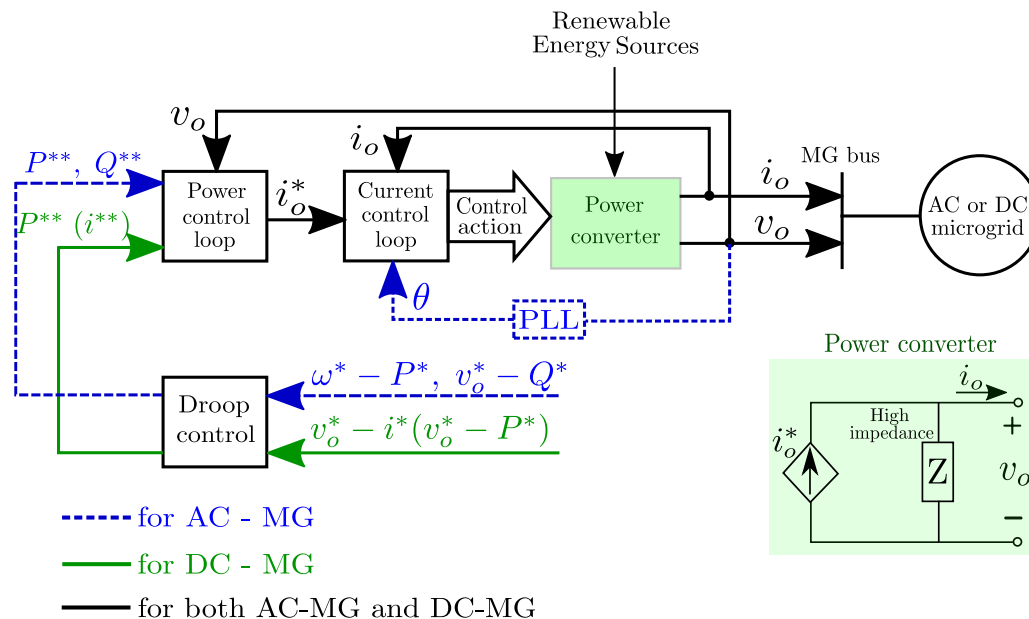 Renewable
Energy Sources
v_o
i_o
MG bus
P**, Q**
Power
control
loop
i_o^*
Current
control
loop
Control
action
Power
converter
i_o
v_o
AC or DC
microgrid
P** (i**)
θ
PLL
Power converter
ω* − P*, v_o^* − Q*
v_o^* − i*(v_o^* − P*)
Droop
control
i_o
High
impedance
i_o^*
Z
+
v_o
−
for AC - MG
for DC - MG
for both AC-MG and DC-MG